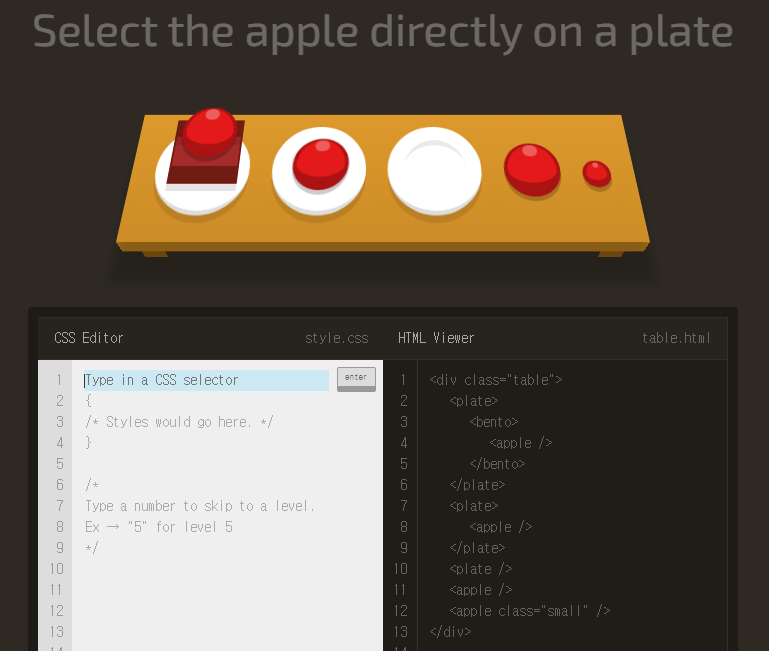 Select the apple directly on a plate
CSS Editor style.css
1 Type in a CSS selector enter
2 {
3 /* Styles would go here. */
4 }
5
6 /*
7 Type a number to skip to a level.
8 Ex → "5" for level 5
9 */
10
11
12
13
HTML Viewer table.html
1 <div class="table">
2 <plate>
3 <bento>
4 <apple />
5 </bento>
6 </plate>
7 <plate>
8 <apple />
9 </plate>
10 <plate />
11 <apple />
12 <apple class="small" />
13 </div>